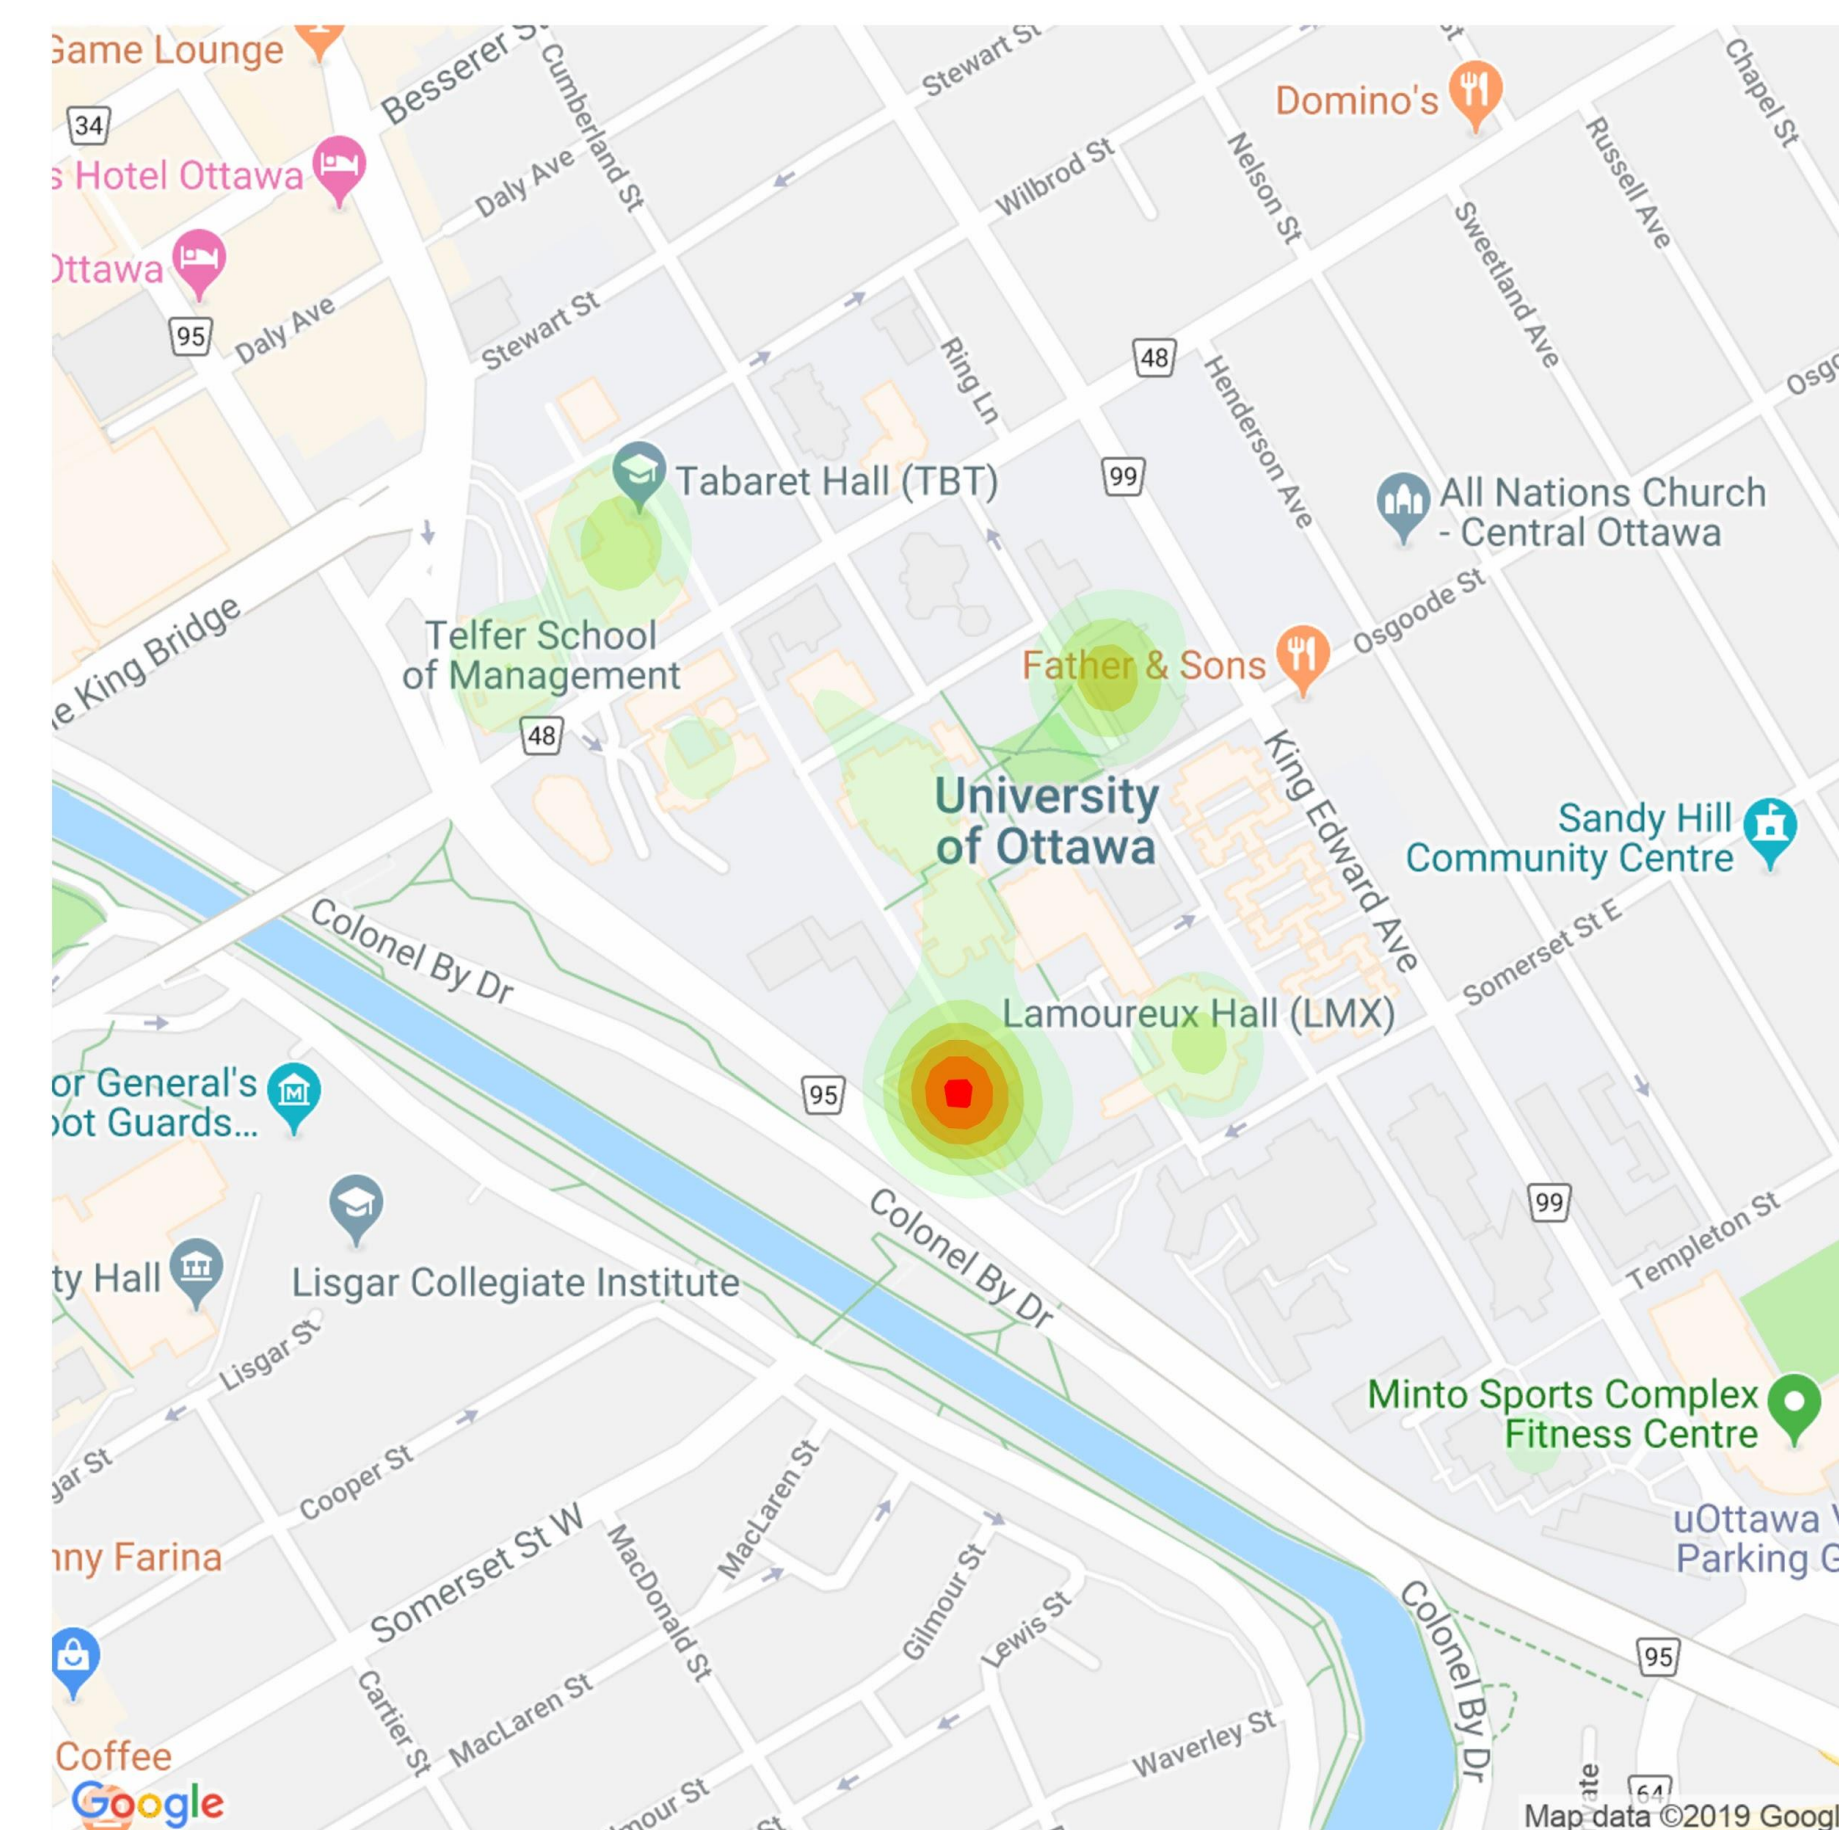 Game Lounge
Besserer S
Cumberland St
Stewart St
St
Chapel St
Domino's
34
s Hotel Ottawa
Daly Ave
Wilbrod St
Nelson St
Russell Ave
Sweetland Ave
Ottawa
95
Daly Ave
Stewart St
Ring Ln
48
Henderson Ave
Osgo
Tabaret Hall (TBT)
99
All Nations Church
- Central Ottawa
e King Bridge
Telfer School
of Management
Father & Sons
Osgoode St
48
University
of Ottawa
King Edward Ave
Sandy Hill
Community Centre
Colonel By Dr
Somerset St E
Lamoureux Hall (LMX)
or General's
oot Guards...
95
Colonel By Dr
99
Templeton St
ty Hall
Lisgar Collegiate Institute
Lisgar St
Minto Sports Complex
Fitness Centre
gar St
Cooper St
MacLaren St
uOttawa V
Parking G
nny Farina
Somerset St W
MacDonald St
Gilmour St
Lewis St
Colonel By Dr
95
Cartier St
MacLaren St
Waverley St
Coffee
Google
mour St
St
vate
64
Map data ©2019 Googl